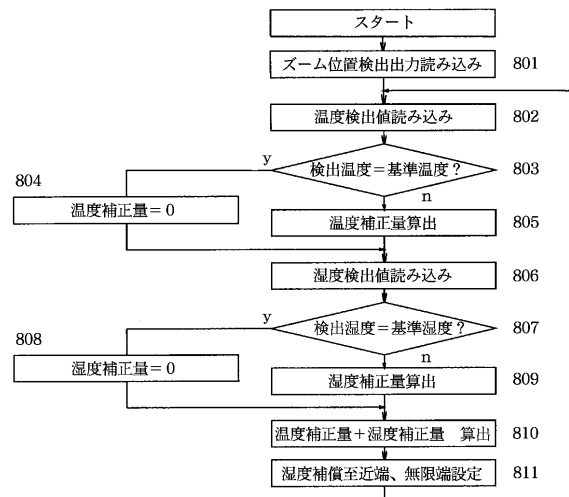 スタート
ズーム位置検出出力読み込み 801
温度検出値読み込み 802
検出温度＝基準温度？ 803
y
n
804
温度補正量＝0
温度補正量算出 805
湿度検出値読み込み 806
検出湿度＝基準湿度？ 807
y
n
808
湿度補正量＝0
湿度補正量算出 809
温度補正量＋湿度補正量 算出 810
湿度補償至近端、無限端設定 811